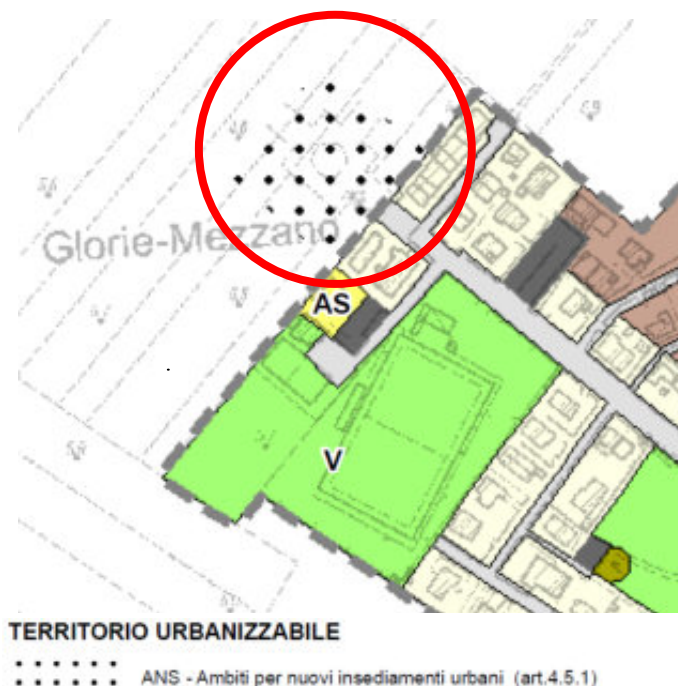 Glorie-Mezzano
AS
V
TERRITORIO URBANIZZABILE
ANS - Ambiti per nuovi insediamenti urbani (art.4.5.1)